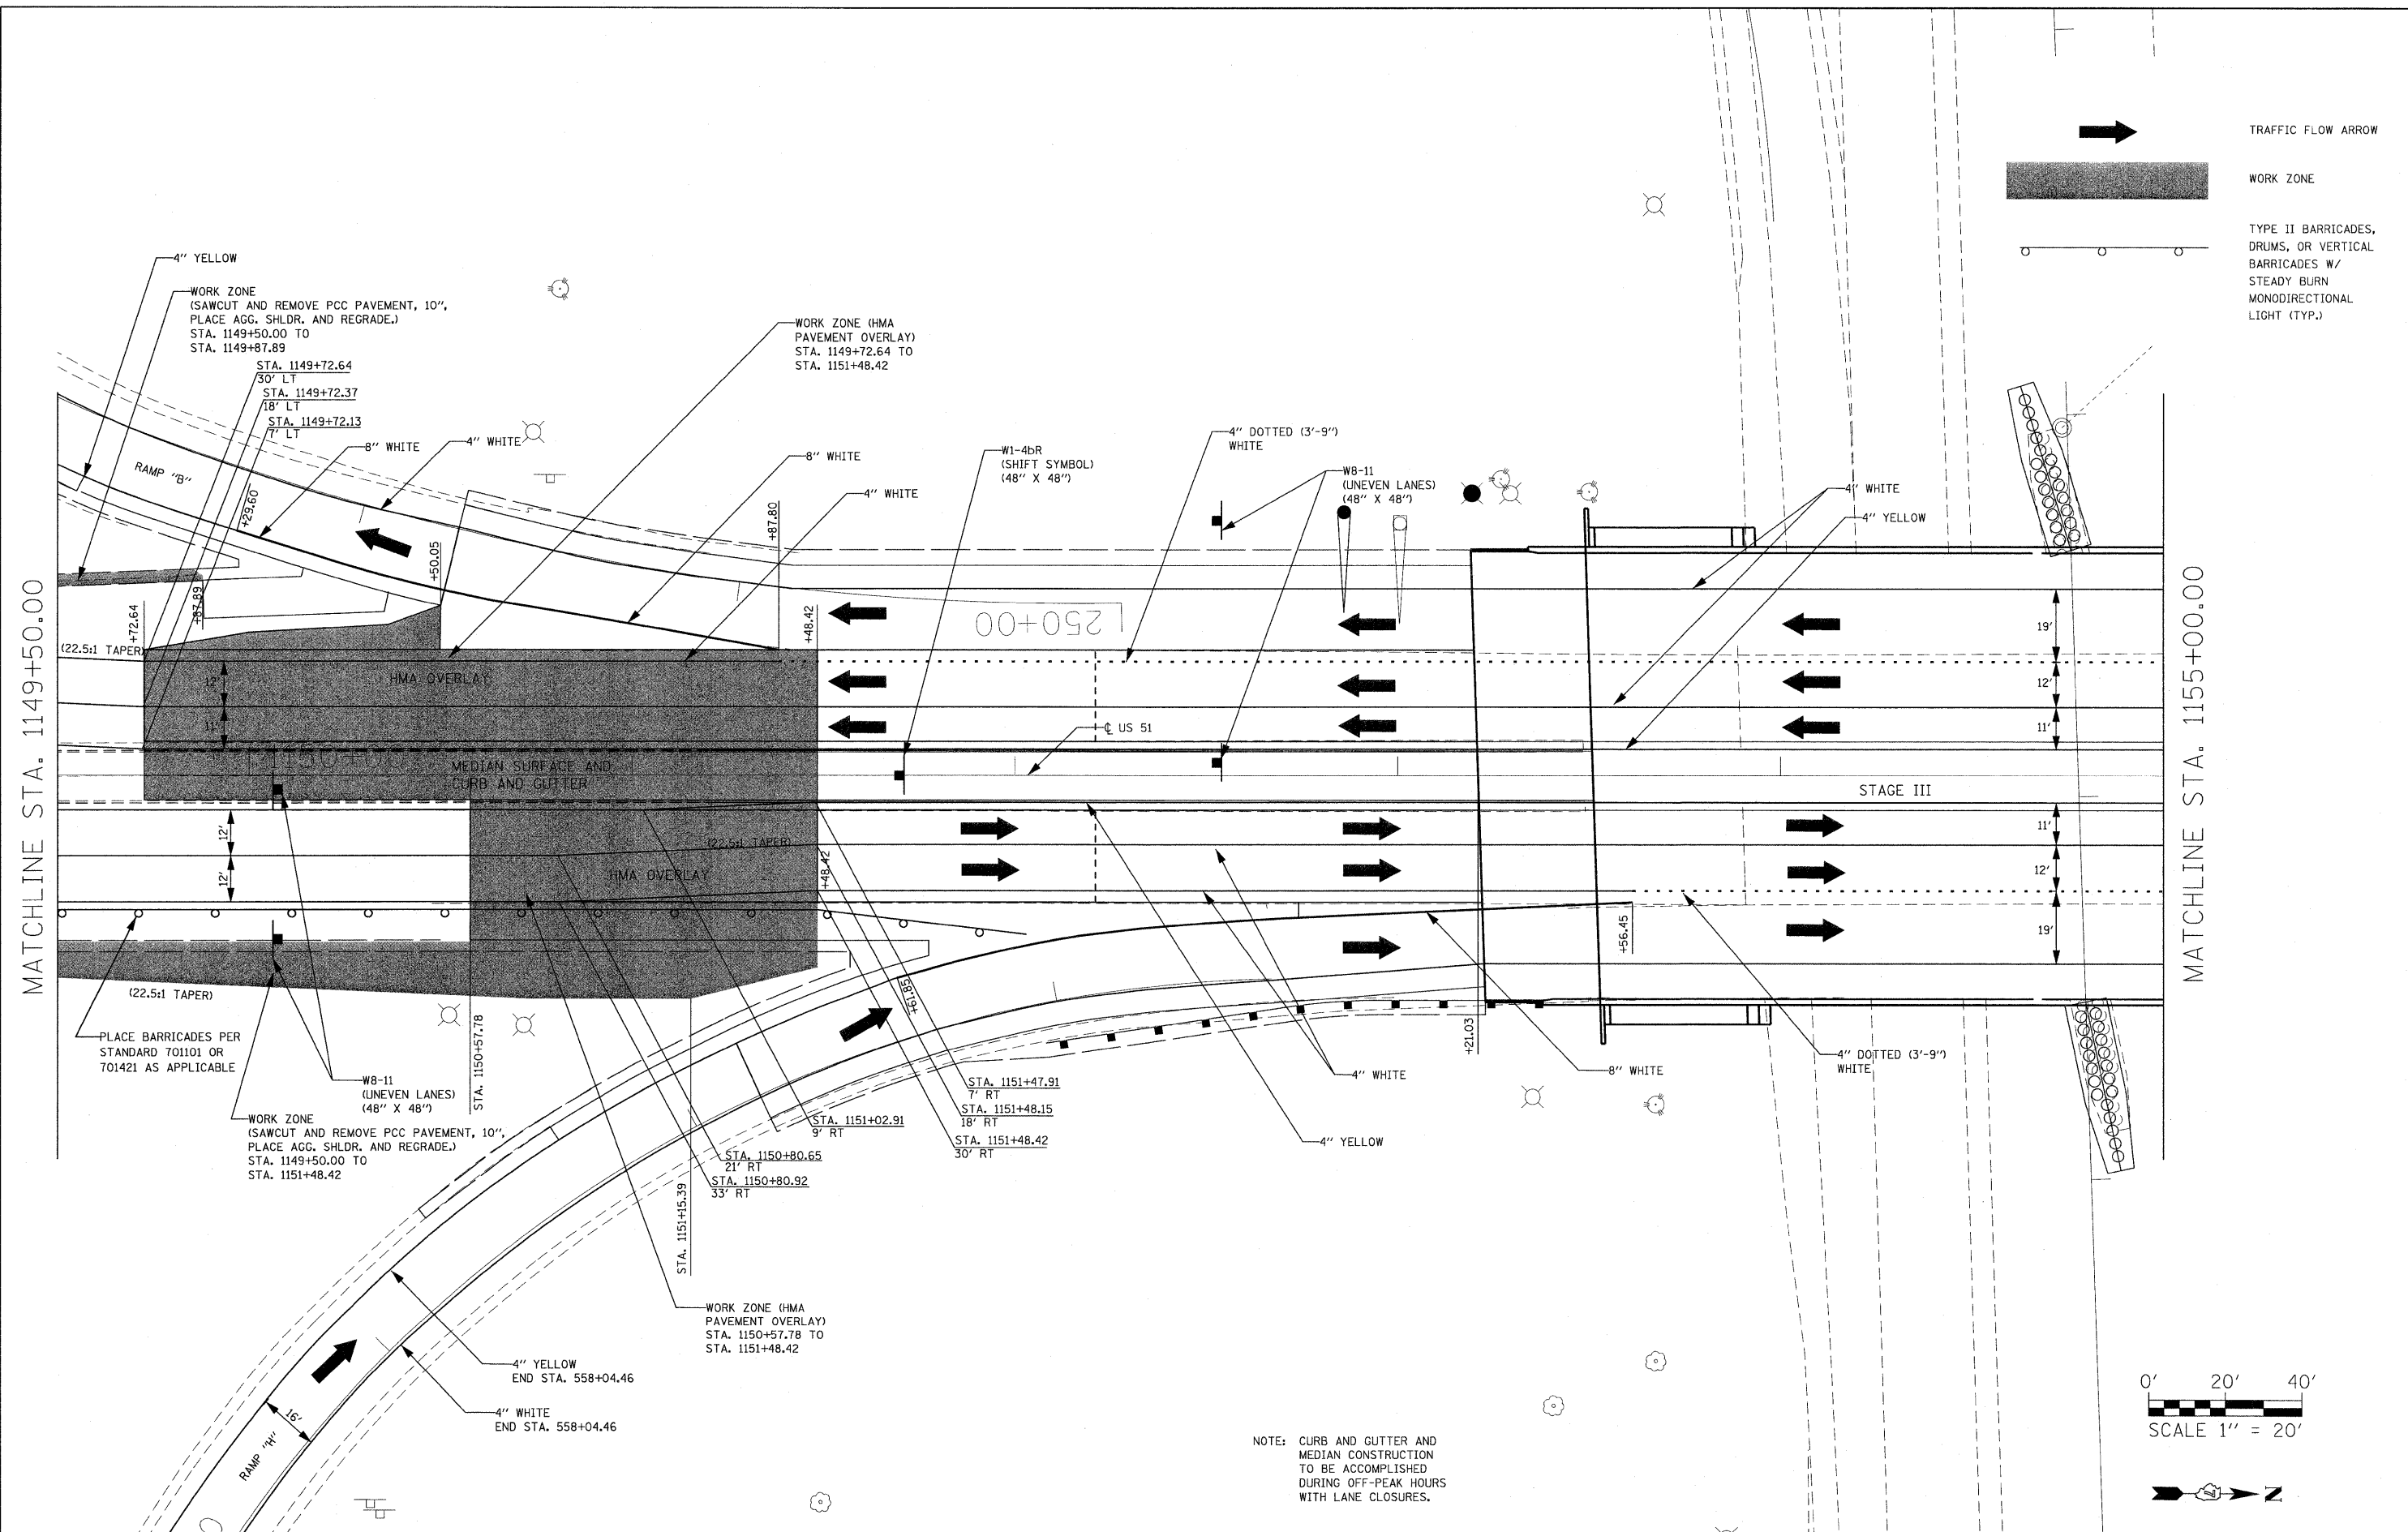 TRAFFIC FLOW ARROW
WORK ZONE
TYPE II BARRICADES,
DRUMS, OR VERTICAL
BARRICADES W/
STEADY BURN
MONODIRECTIONAL
LIGHT (TYP.)
4" YELLOW
WORK ZONE
(SAWCUT AND REMOVE PCC PAVEMENT, 10",
PLACE AGG. SHLDR. AND REGRADE.)
STA. 1149+50.00 TO
STA. 1149+87.89
STA. 1149+72.64
30' LT
STA. 1149+72.37
18' LT
STA. 1149+72.13
7' LT
WORK ZONE (HMA
PAVEMENT OVERLAY)
STA. 1149+72.64 TO
STA. 1151+48.42
8" WHITE
4" WHITE
8" WHITE
4" WHITE
W1-4bR
(SHIFT SYMBOL)
(48" X 48")
4" DOTTED (3'-9")
WHITE
W8-11
(UNEVEN LANES)
(48" X 48")
4" WHITE
4" YELLOW
RAMP "B"
+29.60
+50.05
+87.80
+87.89
+72.64
+48.42
250+00
(22.5:1 TAPER)
12'
11'
HMA OVERLAY
1150+00
MEDIAN SURFACE AND
CURB AND GUTTER
℄ US 51
19'
12'
11'
STAGE III
11'
12'
19'
MATCHLINE STA. 1149+50.00
MATCHLINE STA. 1155+00.00
12'
12'
(22.5:1 TAPER)
HMA OVERLAY
+48.42
(22.5:1 TAPER)
+61.85
+21.03
+56.45
PLACE BARRICADES PER
STANDARD 701101 OR
701421 AS APPLICABLE
W8-11
(UNEVEN LANES)
(48" X 48")
WORK ZONE
(SAWCUT AND REMOVE PCC PAVEMENT, 10",
PLACE AGG. SHLDR. AND REGRADE.)
STA. 1149+50.00 TO
STA. 1151+48.42
STA. 1150+57.78
STA. 1151+15.39
STA. 1151+47.91
7' RT
STA. 1151+48.15
18' RT
STA. 1151+48.42
30' RT
STA. 1151+02.91
9' RT
STA. 1150+80.65
21' RT
STA. 1150+80.92
33' RT
4" WHITE
4" YELLOW
8" WHITE
4" DOTTED (3'-9")
WHITE
WORK ZONE (HMA
PAVEMENT OVERLAY)
STA. 1150+57.78 TO
STA. 1151+48.42
4" YELLOW
END STA. 558+04.46
4" WHITE
END STA. 558+04.46
16'
RAMP "H"
NOTE: CURB AND GUTTER AND
MEDIAN CONSTRUCTION
TO BE ACCOMPLISHED
DURING OFF-PEAK HOURS
WITH LANE CLOSURES.
0' 20' 40'
SCALE 1" = 20'
N